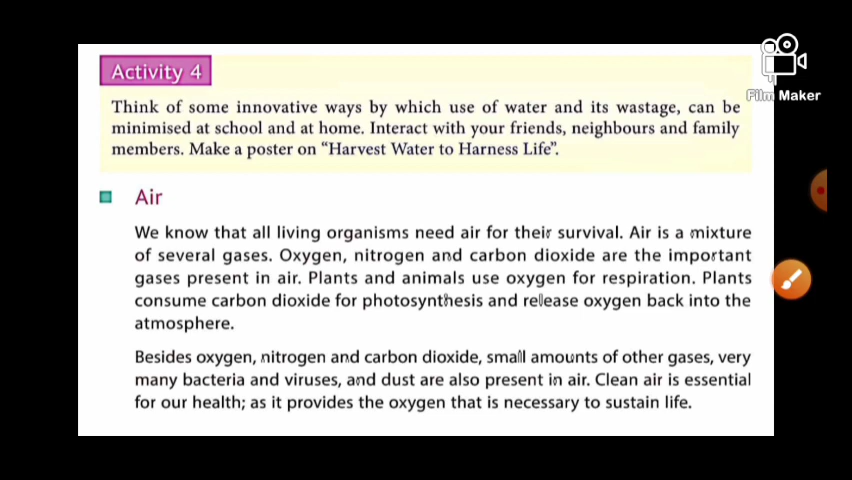 Activity 4
Film Maker
Think of some innovative ways by which use of water and its wastage, can be
minimised at school and at home. Interact with your friends, neighbours and family
members. Make a poster on “Harvest Water to Harness Life”.
Air
We know that all living organisms need air for their survival. Air is a mixture
of several gases. Oxygen, nitrogen and carbon dioxide are the important
gases present in air. Plants and animals use oxygen for respiration. Plants
consume carbon dioxide for photosynthesis and release oxygen back into the
atmosphere.
Besides oxygen, nitrogen and carbon dioxide, small amounts of other gases, very
many bacteria and viruses, and dust are also present in air. Clean air is essential
for our health; as it provides the oxygen that is necessary to sustain life.